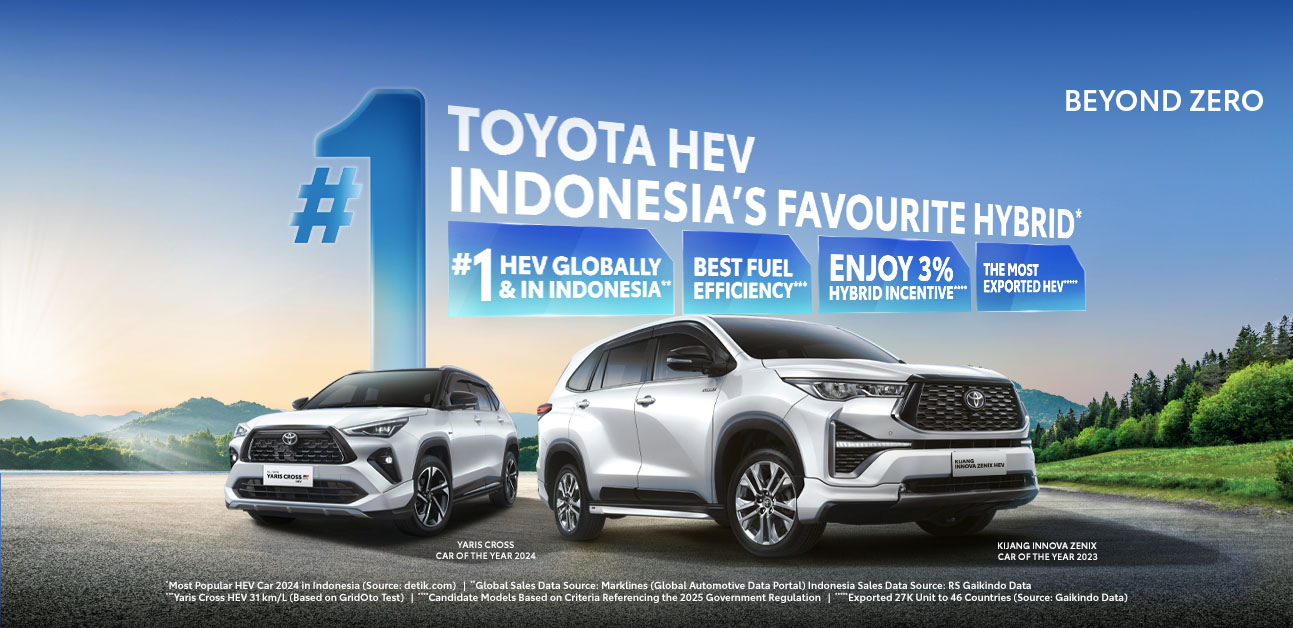 BEYOND ZERO
#1
TOYOTA HEV
INDONESIA'S FAVOURITE HYBRID*
#1 HEV GLOBALLY
& IN INDONESIA**
BEST FUEL
EFFICIENCY***
ENJOY 3%
HYBRID INCENTIVE****
THE MOST
EXPORTED HEV*****
YARIS CROSS
HEV
KIJANG
INNOVA ZENIX HEV
YARIS CROSS
CAR OF THE YEAR 2024
KIJANG INNOVA ZENIX
CAR OF THE YEAR 2023
*Most Popular HEV Car 2024 in Indonesia (Source: detik.com) | **Global Sales Data Source: Marklines (Global Automotive Data Portal) Indonesia Sales Data Source: RS Gaikindo Data
***Yaris Cross HEV 31 km/L (Based on GridOto Test) | ****Candidate Models Based on Criteria Referencing the 2025 Government Regulation | *****Exported 27K Unit to 46 Countries (Source: Gaikindo Data)